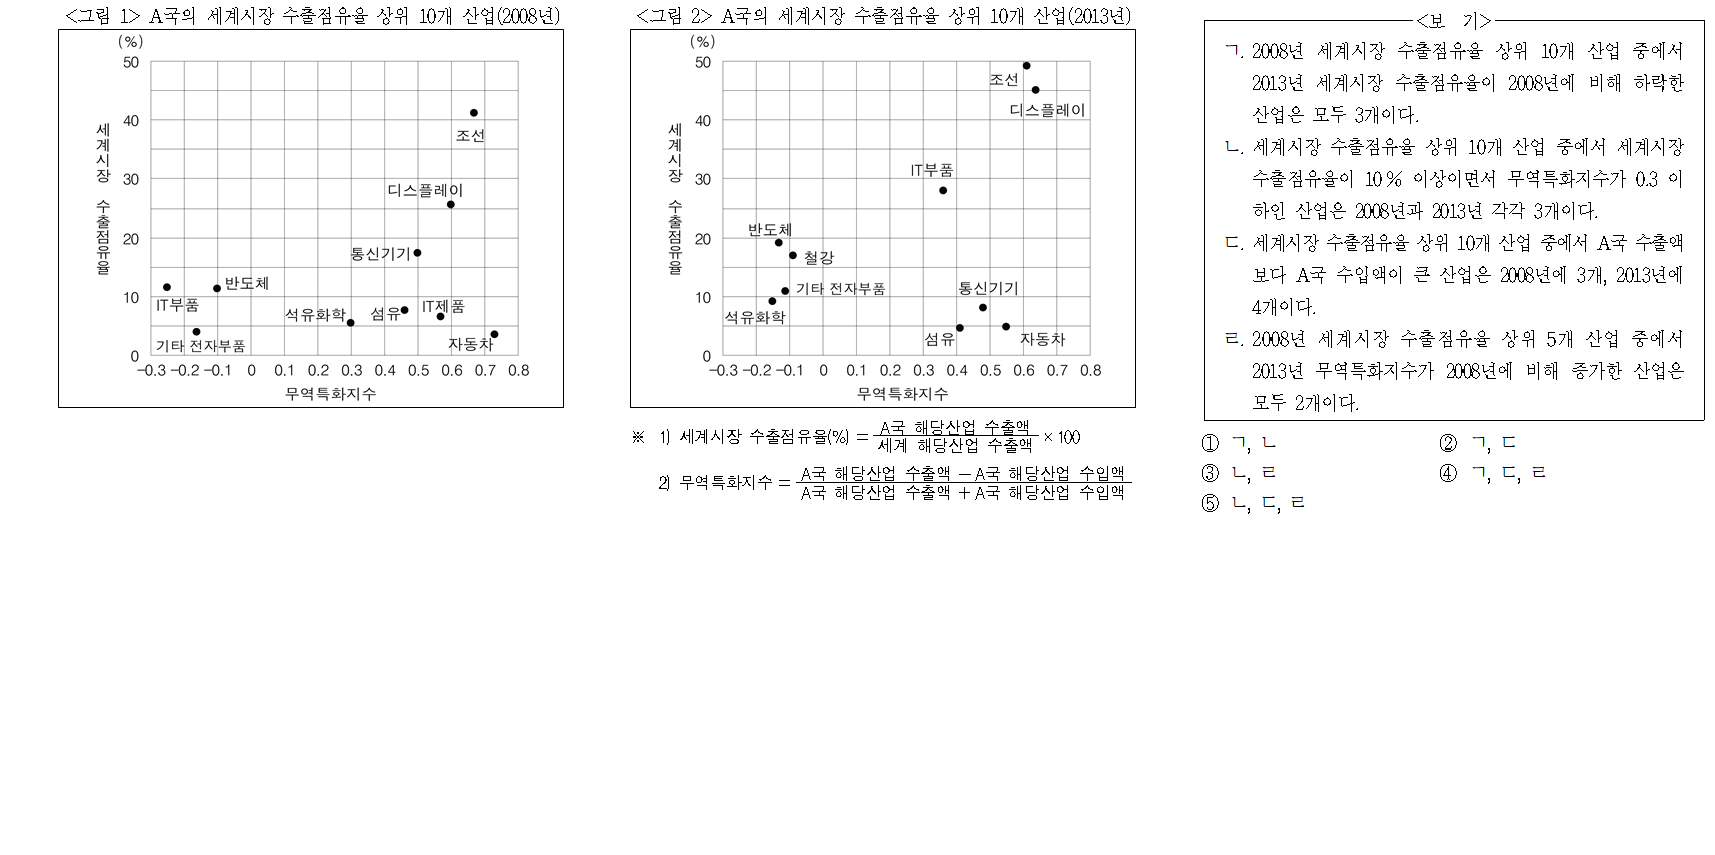 <그림 1> A국의 세계시장 수출점유율 상위 10개 산업(2008년)
(%)
50
40
30
20
10
0
세계시장 수출점유율
조선
디스플레이
통신기기
반도체
IT부품
석유화학
섬유
IT제품
기타 전자부품
자동차
-0.3 -0.2 -0.1 0 0.1 0.2 0.3 0.4 0.5 0.6 0.7 0.8
무역특화지수
<그림 2> A국의 세계시장 수출점유율 상위 10개 산업(2013년)
(%)
50
40
30
20
10
0
세계시장 수출점유율
조선
디스플레이
IT부품
반도체
철강
기타 전자부품
통신기기
석유화학
섬유
자동차
-0.3 -0.2 -0.1 0 0.1 0.2 0.3 0.4 0.5 0.6 0.7 0.8
무역특화지수
※ 1) 세계시장 수출점유율(%) = A국 해당산업 수출액 / 세계 해당산업 수출액 × 100
2) 무역특화지수 = A국 해당산업 수출액 - A국 해당산업 수입액 / A국 해당산업 수출액 + A국 해당산업 수입액
<보 기>
ㄱ. 2008년 세계시장 수출점유율 상위 10개 산업 중에서
2013년 세계시장 수출점유율이 2008년에 비해 하락한
산업은 모두 3개이다.
ㄴ. 세계시장 수출점유율 상위 10개 산업 중에서 세계시장
수출점유율이 10% 이상이면서 무역특화지수가 0.3 이
하인 산업은 2008년과 2013년 각각 3개이다.
ㄷ. 세계시장 수출점유율 상위 10개 산업 중에서 A국 수출액
보다 A국 수입액이 큰 산업은 2008년에 3개, 2013년에
4개이다.
ㄹ. 2008년 세계시장 수출점유율 상위 5개 산업 중에서
2013년 무역특화지수가 2008년에 비해 증가한 산업은
모두 2개이다.
① ㄱ, ㄴ
② ㄱ, ㄷ
③ ㄴ, ㄹ
④ ㄱ, ㄷ, ㄹ
⑤ ㄴ, ㄷ, ㄹ